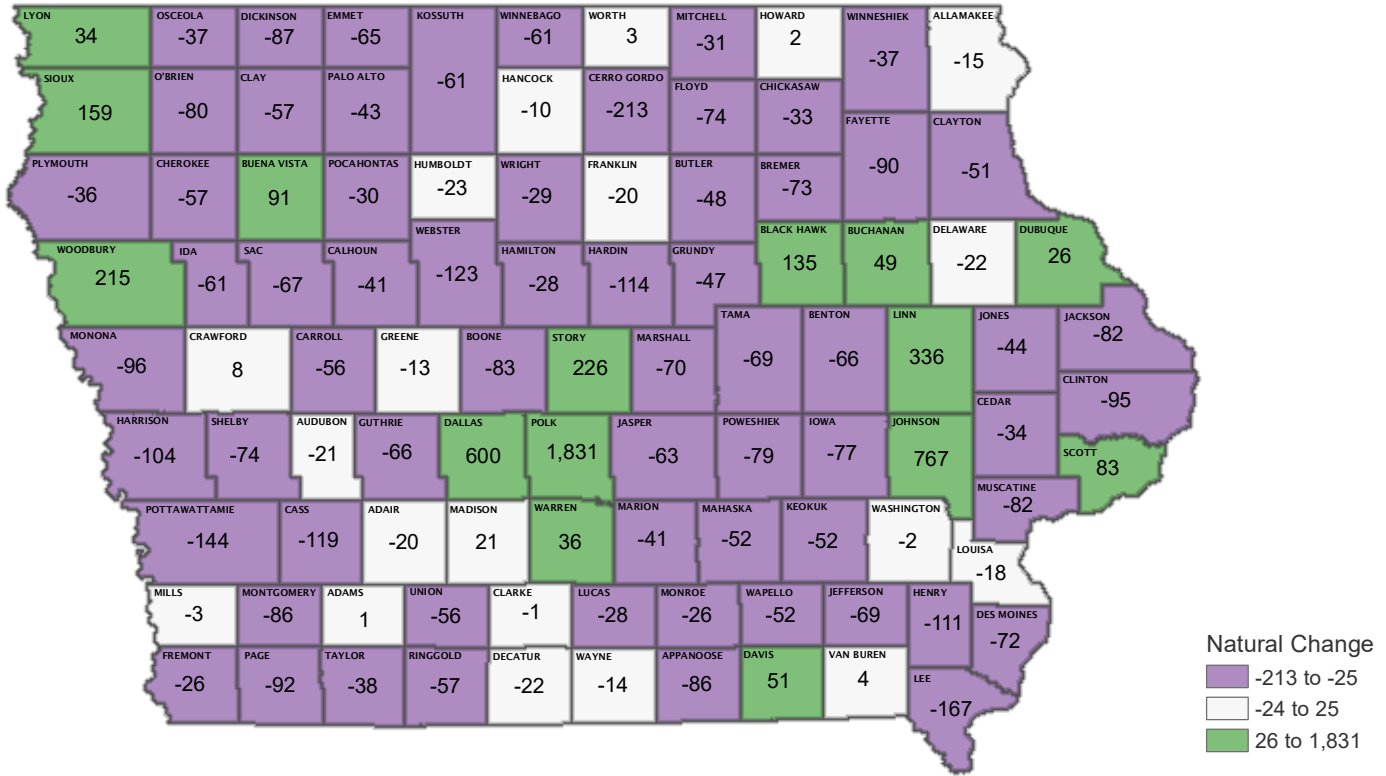 LYON OSCEOLA DICKINSON EMMET KOSSUTH WINNEBAGO WORTH MITCHELL HOWARD WINNESHIEK ALLAMAKEE
34 -37 -87 -65 -61 -61 3 -31 2 -37 -15
SIOUX O'BRIEN CLAY PALO ALTO HANCOCK CERRO GORDO FLOYD CHICKASAW
159 -80 -57 -43 -10 -213 -74 -33
FAYETTE CLAYTON
-90 -51
PLYMOUTH CHEROKEE BUENA VISTA POCAHONTAS HUMBOLDT WRIGHT FRANKLIN BUTLER BREMER
-36 -57 91 -30 -23 -29 -20 -48 -73
WOODBURY IDA SAC CALHOUN WEBSTER HAMILTON HARDIN GRUNDY BLACK HAWK BUCHANAN DELAWARE DUBUQUE
215 -61 -67 -41 -123 -28 -114 -47 135 49 -22 26
MONONA CRAWFORD CARROLL GREENE BOONE STORY MARSHALL TAMA BENTON LINN JONES JACKSON
-96 8 -56 -13 -83 226 -70 -69 -66 336 -44 -82
CLINTON
-95
HARRISON SHELBY AUDUBON GUTHRIE DALLAS POLK JASPER POWESHIEK IOWA JOHNSON CEDAR SCOTT
-104 -74 -21 -66 600 1,831 -63 -79 -77 767 -34 83
POTTAWATTAMIE CASS ADAIR MADISON WARREN MARION MAHASKA KEOKUK WASHINGTON MUSCATINE
-144 -119 -20 21 36 -41 -52 -52 -2 -82
LOUISA
-18
MILLS MONTGOMERY ADAMS UNION CLARKE LUCAS MONROE WAPELLO JEFFERSON HENRY DES MOINES
-3 -86 1 -56 -1 -28 -26 -52 -69 -111 -72
FREMONT PAGE TAYLOR RINGGOLD DECATUR WAYNE APPANOOSE DAVIS VAN BUREN LEE
-26 -92 -38 -57 -22 -14 -86 51 4 -167
Natural Change
-213 to -25
-24 to 25
26 to 1,831